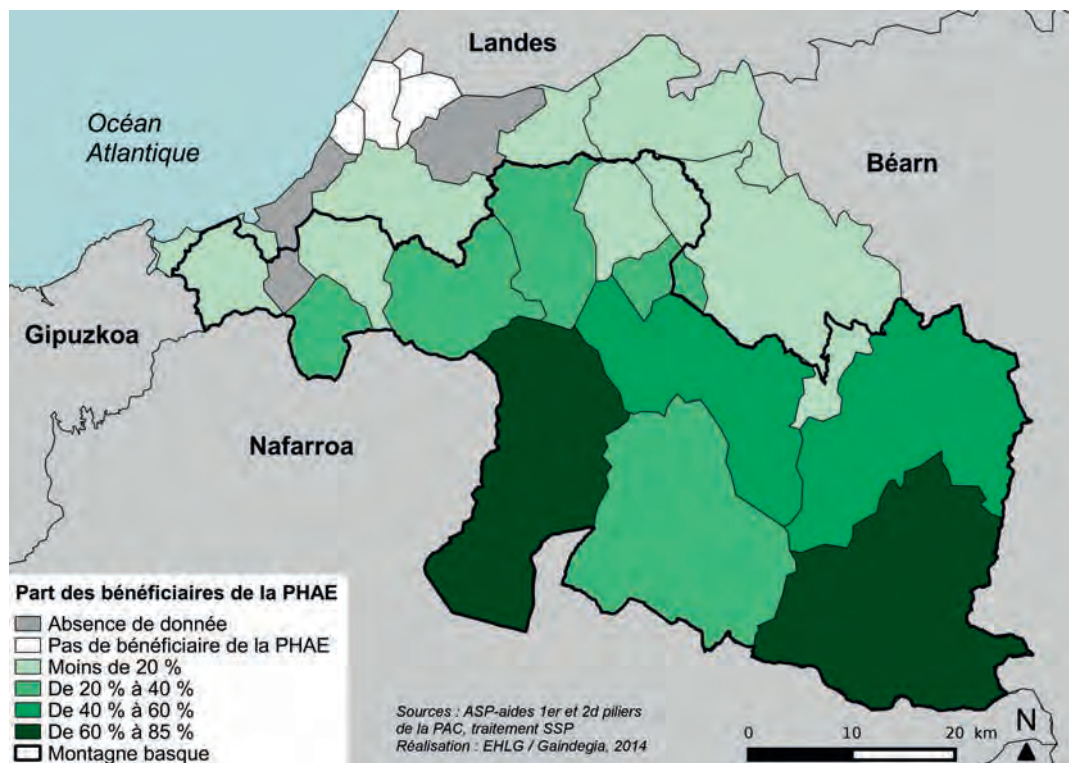 Landes
Océan
Atlantique
Béarn
Gipuzkoa
Nafarroa
Part des bénéficiaires de la PHAE
Absence de donnée
Pas de bénéficiaire de la PHAE
Moins de 20 %
De 20 % à 40 %
De 40 % à 60 %
De 60 % à 85 %
Montagne basque
Sources : ASP-aides 1er et 2d piliers
de la PAC, traitement SSP
Réalisation : EHLG / Gaindegia, 2014
0 10 20 km
N